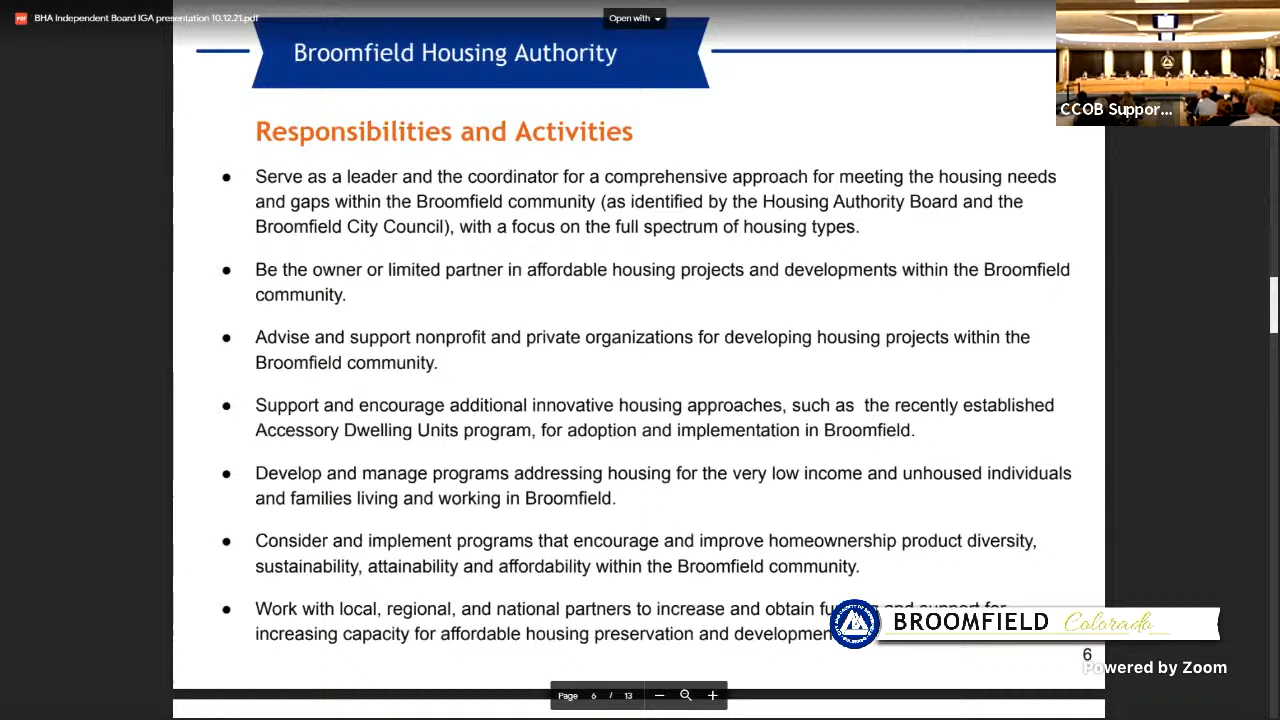 BHA Independent Board IGA presentation 10.12.21.pdf
Open with
Broomfield Housing Authority
CCOB Suppor...
Responsibilities and Activities
● Serve as a leader and the coordinator for a comprehensive approach for meeting the housing needs
and gaps within the Broomfield community (as identified by the Housing Authority Board and the
Broomfield City Council), with a focus on the full spectrum of housing types.
● Be the owner or limited partner in affordable housing projects and developments within the Broomfield
community.
● Advise and support nonprofit and private organizations for developing housing projects within the
Broomfield community.
● Support and encourage additional innovative housing approaches, such as the recently established
Accessory Dwelling Units program, for adoption and implementation in Broomfield.
● Develop and manage programs addressing housing for the very low income and unhoused individuals
and families living and working in Broomfield.
● Consider and implement programs that encourage and improve homeownership product diversity,
sustainability, attainability and affordability within the Broomfield community.
● Work with local, regional, and national partners to increase and obtain and support for
increasing capacity for affordable housing preservation and developmen
BROOMFIELD Colorado
6
Powered by Zoom
Page 6 / 13